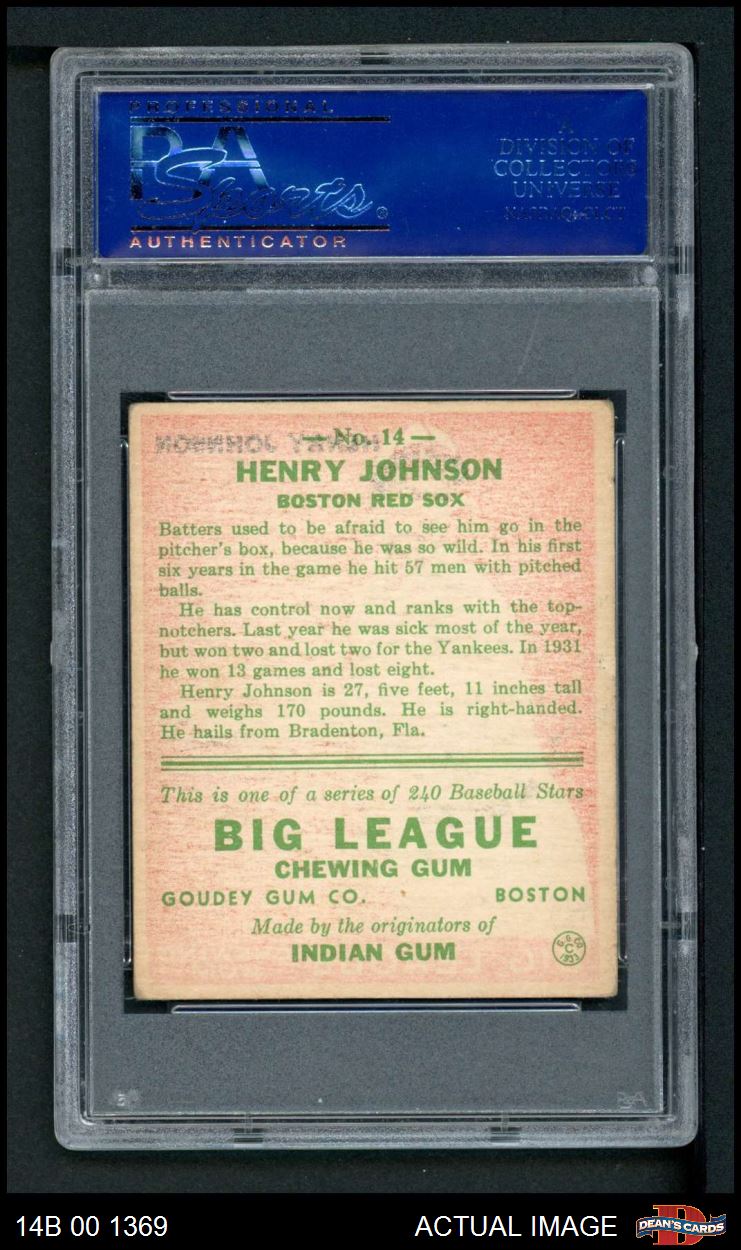 PROFESSIONAL
PSA
Sports ®
AUTHENTICATOR
A
DIVISION OF
COLLECTORS
UNIVERSE
NASDAQ: CLCT
— No. 14 —
HENRY JOHNSON
HENRY JOHNSON
BOSTON RED SOX
Batters used to be afraid to see him go in the
pitcher's box, because he was so wild. In his first
six years in the game he hit 57 men with pitched
balls.
He has control now and ranks with the top-
notchers. Last year he was sick most of the year,
but won two and lost two for the Yankees. In 1931
he won 13 games and lost eight.
Henry Johnson is 27, five feet, 11 inches tall
and weighs 170 pounds. He is right-handed.
He hails from Bradenton, Fla.
This is one of a series of 240 Baseball Stars
BIG LEAGUE
CHEWING GUM
GOUDEY GUM CO. BOSTON
Made by the originators of
INDIAN GUM
G.G.CO.
C
1933
PSA
14B 00 1369 ACTUAL IMAGE
D
DEAN'S CARDS